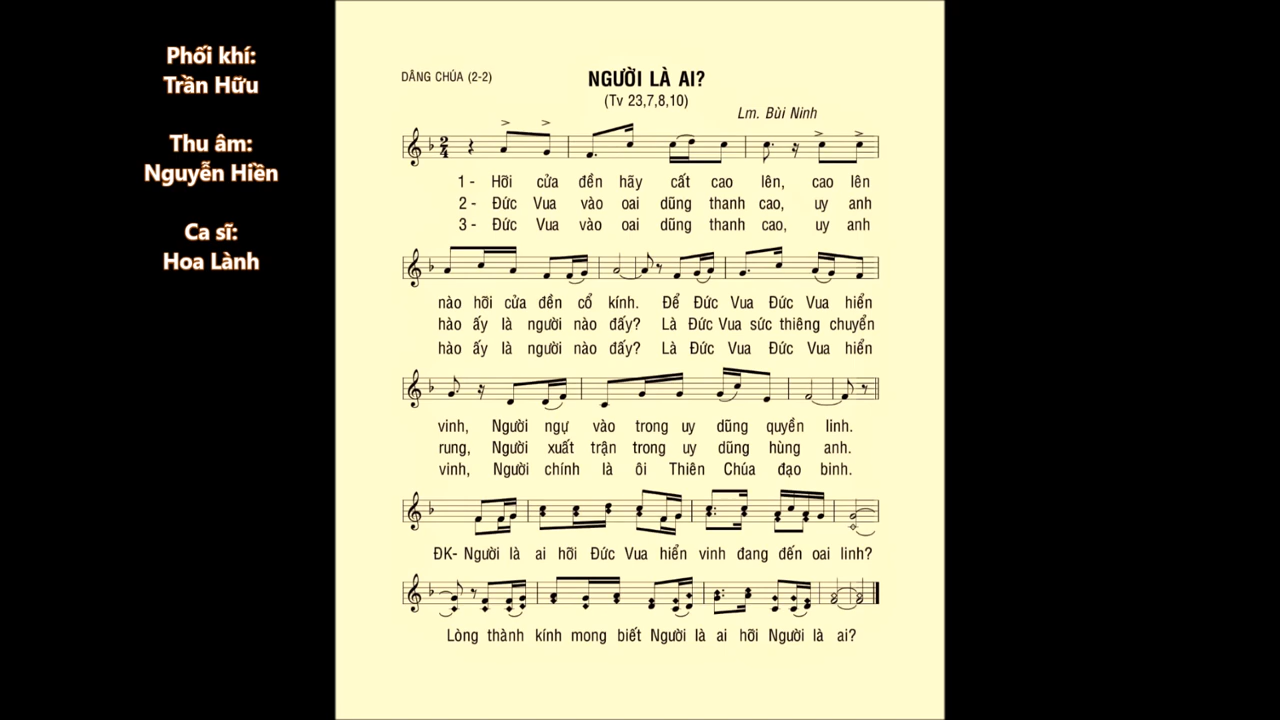 Phối khí:
Trần Hữu
Thu âm:
Nguyễn Hiền
Ca sĩ:
Hoa Lành
DÂNG CHÚA (2-2)
NGƯỜI LÀ AI?
(Tv 23,7,8,10)
Lm. Bùi Ninh
2
4
1 - Hỡi cửa đền hãy cất cao lên, cao lên
2 - Đức Vua vào oai dũng thanh cao, uy anh
3 - Đức Vua vào oai dũng thanh cao, uy anh
nào hỡi cửa đền cổ kính. Để Đức Vua Đức Vua hiển
hào ấy là người nào đấy? Là Đức Vua sức thiêng chuyển
hào ấy là người nào đấy? Là Đức Vua Đức Vua hiển
vinh, Người ngự vào trong uy dũng quyền linh.
rung, Người xuất trận trong uy dũng hùng anh.
vinh, Người chính là ôi Thiên Chúa đạo binh.
ĐK- Người là ai hỡi Đức Vua hiển vinh đang đến oai linh?
Lòng thành kính mong biết Người là ai hỡi Người là ai?